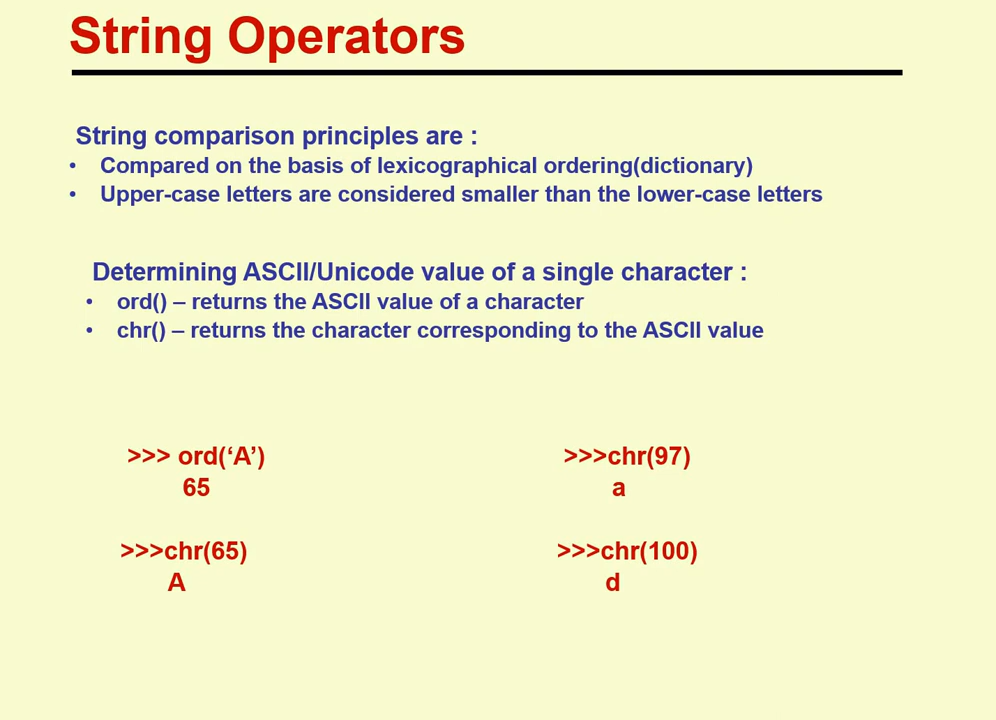 String Operators
String comparison principles are :
• Compared on the basis of lexicographical ordering(dictionary)
• Upper-case letters are considered smaller than the lower-case letters
Determining ASCII/Unicode value of a single character :
• ord() – returns the ASCII value of a character
• chr() – returns the character corresponding to the ASCII value
>>> ord(‘A’)
65
>>>chr(65)
A
>>>chr(97)
a
>>>chr(100)
d